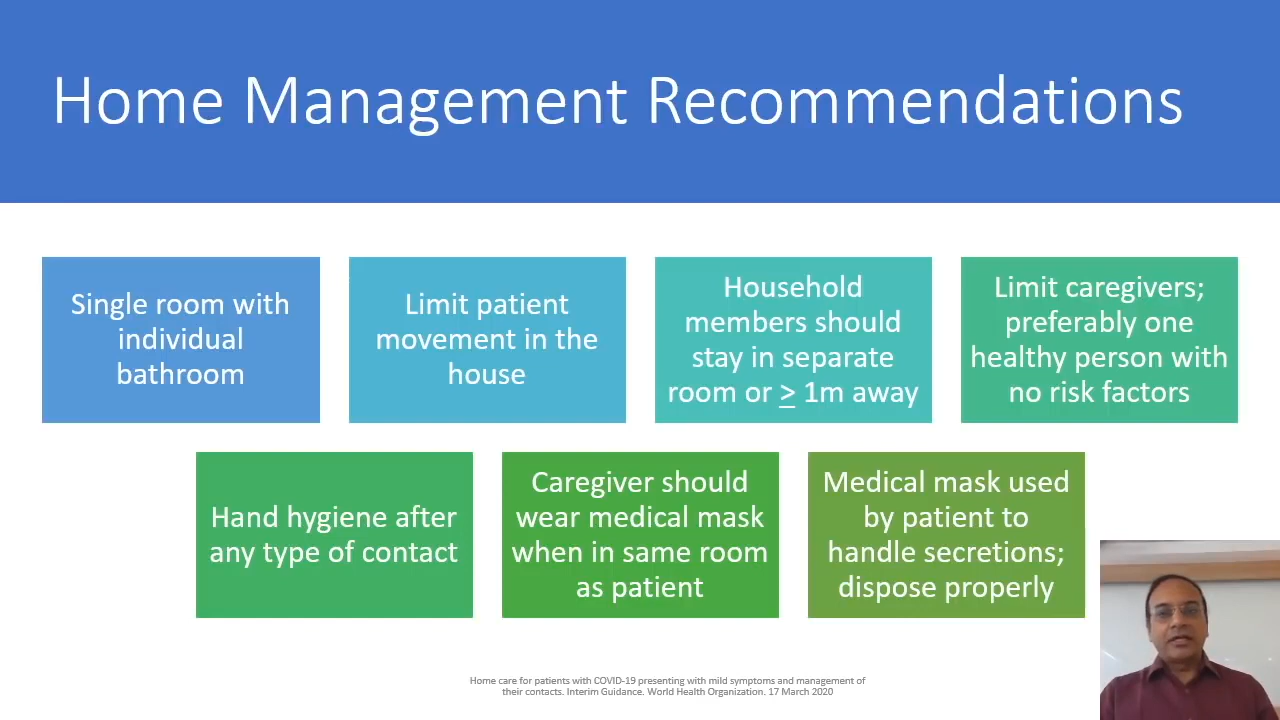 Home Management Recommendations
Single room with
individual
bathroom
Limit patient
movement in the
house
Household
members should
stay in separate
room or ≥ 1m away
Limit caregivers;
preferably one
healthy person with
no risk factors
Hand hygiene after
any type of contact
Caregiver should
wear medical mask
when in same room
as patient
Medical mask used
by patient to
handle secretions;
dispose properly
Home care for patients with COVID-19 presenting with mild symptoms and management of
their contacts. Interim Guidance. World Health Organization. 17 March 2020